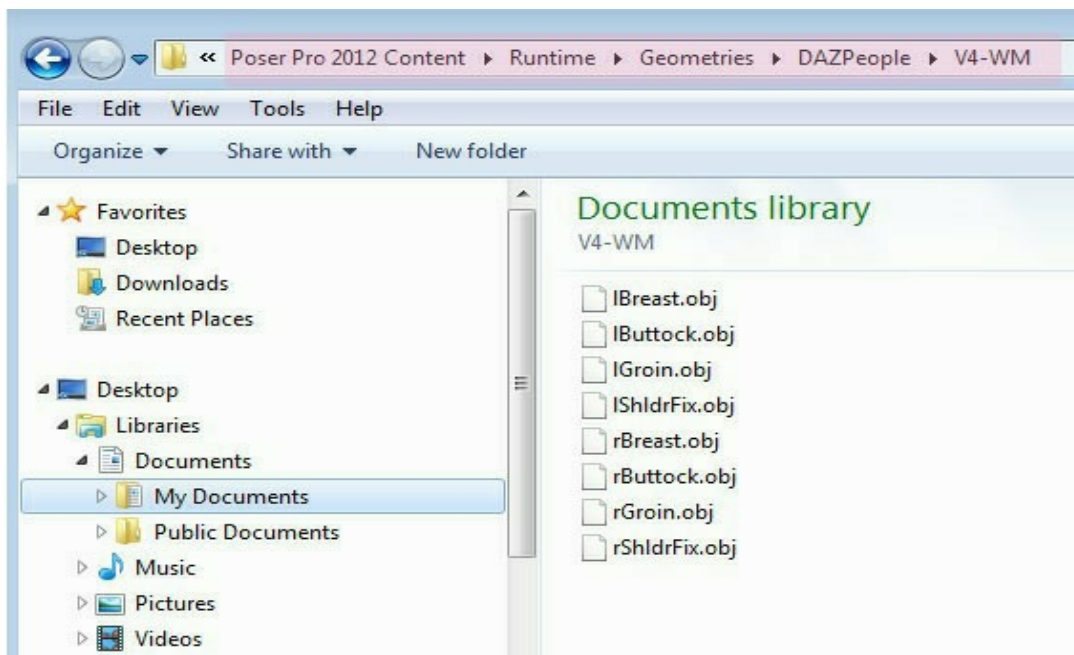 « Poser Pro 2012 Content Runtime Geometries DAZPeople V4-WM
File Edit View Tools Help
Organize Share with New folder
Favorites
Desktop
Downloads
Recent Places
Desktop
Libraries
Documents
My Documents
Public Documents
Music
Pictures
Videos
Documents library
V4-WM
lBreast.obj
lButtock.obj
lGroin.obj
lShldrFix.obj
rBreast.obj
rButtock.obj
rGroin.obj
rShldrFix.obj